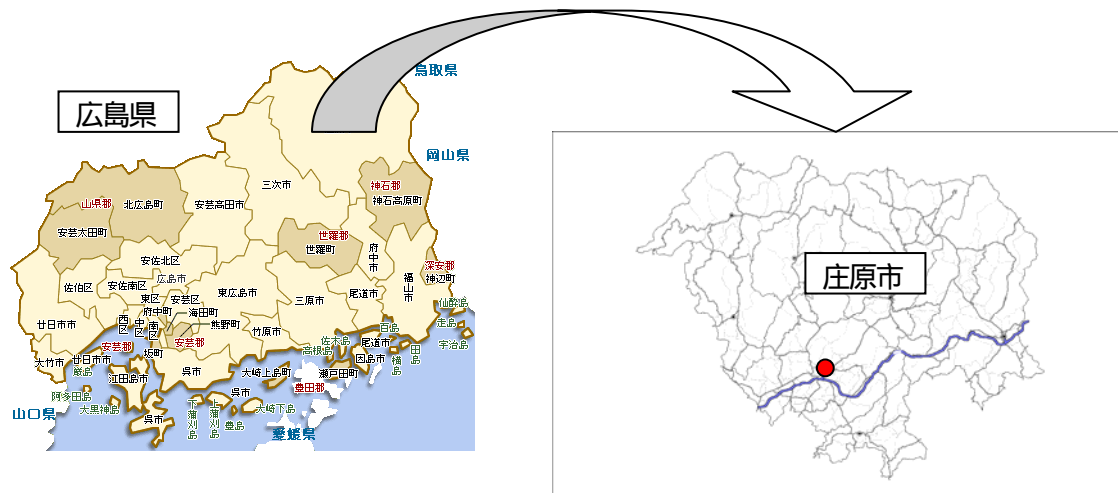 鳥取県
広島県
岡山県
三次市
神石郡
神石高原町
山県郡
北広島町
安芸高田市
安芸太田町
世羅郡
世羅町
府中市
安佐北区
広島市
深安郡
神辺町
福山市
佐伯区
安佐南区
東広島市
三原市
尾道市
東区
安芸区
仙酔島
廿日市市
西区
中区
南区
府中町
海田町
熊野町
竹原市
百島
走島
安芸郡
安芸郡
坂町
佐木島
高根島
尾道市
宇治島
田島
横島
大竹市
廿日市市
厳島
江田島市
呉市
大崎上島町
瀬戸田町
因島市
豊田郡
呉市
阿多田島
大黒神島
呉市
下蒲刈島
上蒲刈島
豊島
大崎下島
山口県
愛媛県
庄原市